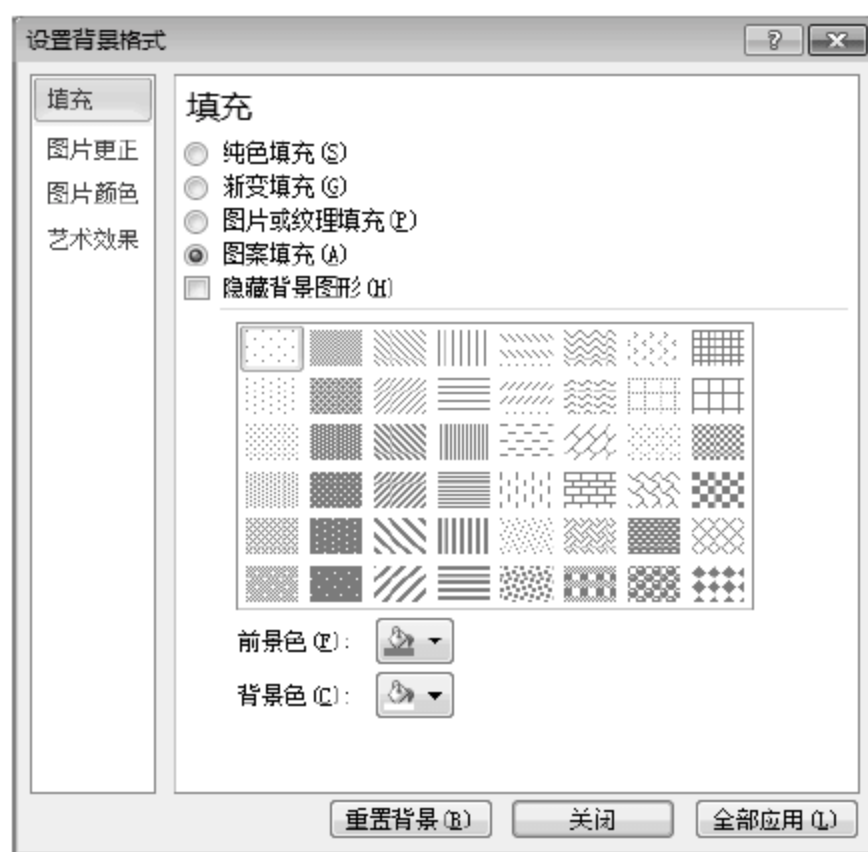 设置背景格式
填充
图片更正
图片颜色
艺术效果
填充
纯色填充(S)
渐变填充(G)
图片或纹理填充(P)
图案填充(A)
隐藏背景图形(H)
前景色(F):
背景色(C):
重置背景(B)
关闭
全部应用(L)